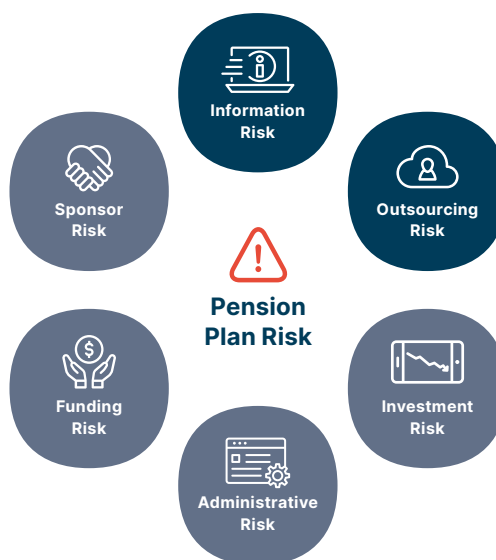 Information
Risk
Sponsor
Risk
Outsourcing
Risk
Pension
Plan Risk
Funding
Risk
Investment
Risk
Administrative
Risk